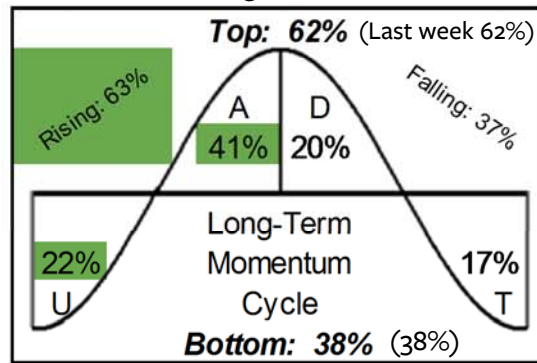 Top: 62% (Last week 62%)
Rising: 63%
Falling: 37%
A D
41% 20%
Long-Term
22% Momentum 17%
U Cycle T
Bottom: 38% (38%)